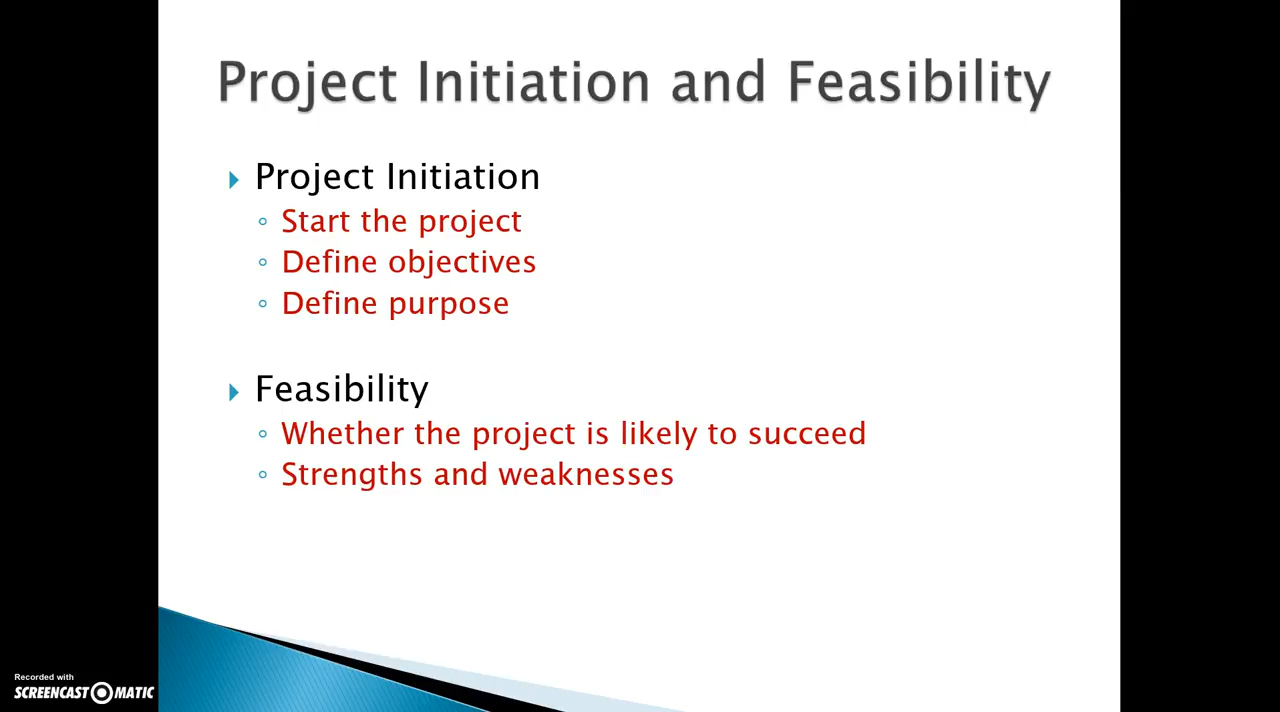 Project Initiation and Feasibility
Project Initiation
Start the project
Define objectives
Define purpose
Feasibility
Whether the project is likely to succeed
Strengths and weaknesses
Recorded with
SCREENCAST MATIC